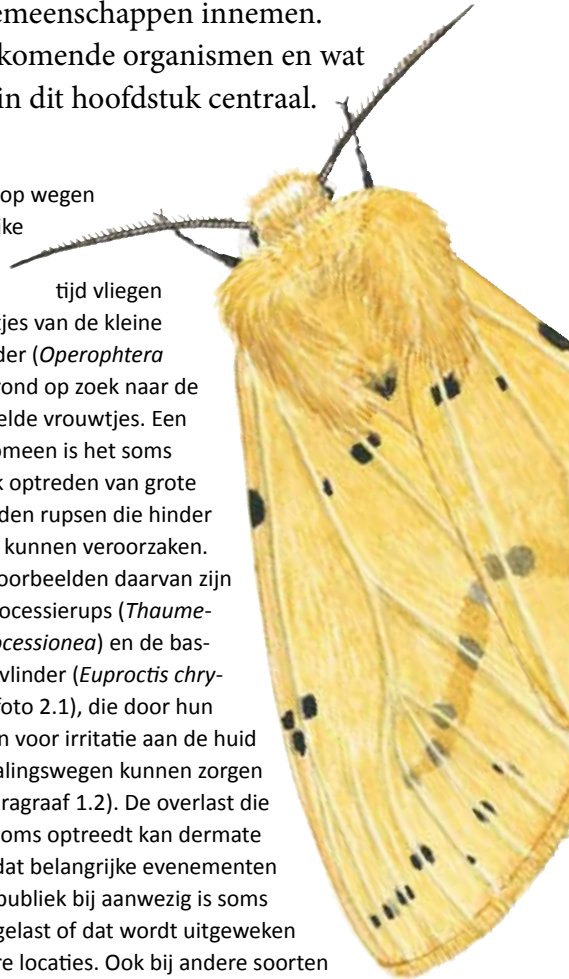 emeenschappen innemen.
komende organismen en wat
in dit hoofdstuk centraal.
op wegen
jke
tijd vliegen
tjes van de kleine
der (Operophtera
rond op zoek naar de
elde vrouwtjes. Een
omeen is het soms
k optreden van grote
den rupsen die hinder
kunnen veroorzaken.
oorbeelden daarvan zijn
ocessierups (Thaume-
ocessionea) en de bas-
vlinder (Euproctis chry-
foto 2.1), die door hun
n voor irritatie aan de huid
alingswegen kunnen zorgen
ragraaf 1.2). De overlast die
oms optreedt kan dermate
dat belangrijke evenementen
publiek bij aanwezig is soms
gelast of dat wordt uitgeweken
re locaties. Ook bij andere soorten